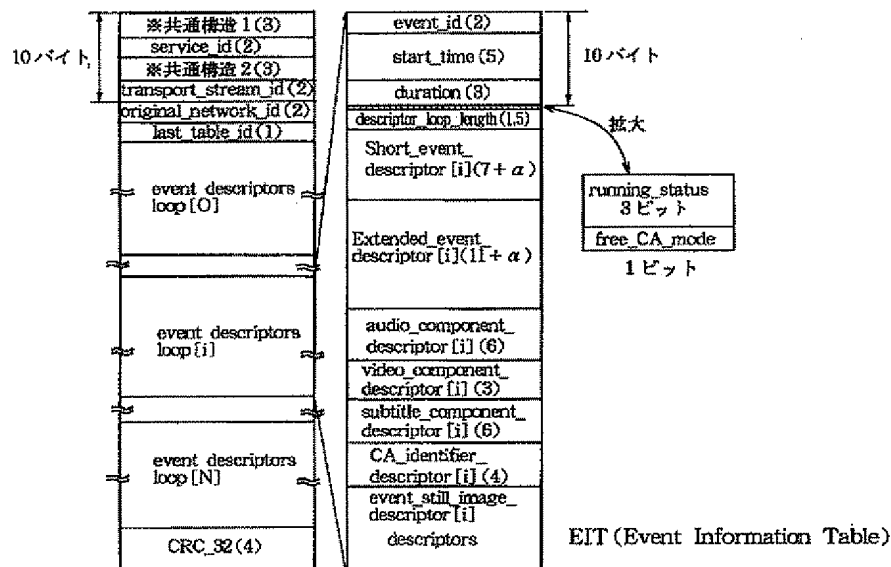 10バイト
※共通構造1(3)
service_id(2)
※共通構造2(3)
transport_stream_id(2)
original_network_id(2)
last_table_id(1)
event descriptors
loop[O]
event descriptors
loop[i]
event descriptors
loop[N]
CRC_32(4)
event_id(2)
start_time(5)
duration(3)
descriptor_loop_length(1,5)
Short_event_
descriptor[i](7+α)
Extended_event_
descriptor[i](11+α)
audio_component_
descriptor[i](6)
video_component_
descriptor[i](3)
subtitle_component_
descriptor[i](6)
CA_identifier_
descriptor[i](4)
event_still_image_
descriptor[i]
descriptors
10バイト
拡大
running_status
3ビット
free_CA_mode
1ビット
EIT(Event Information Table)